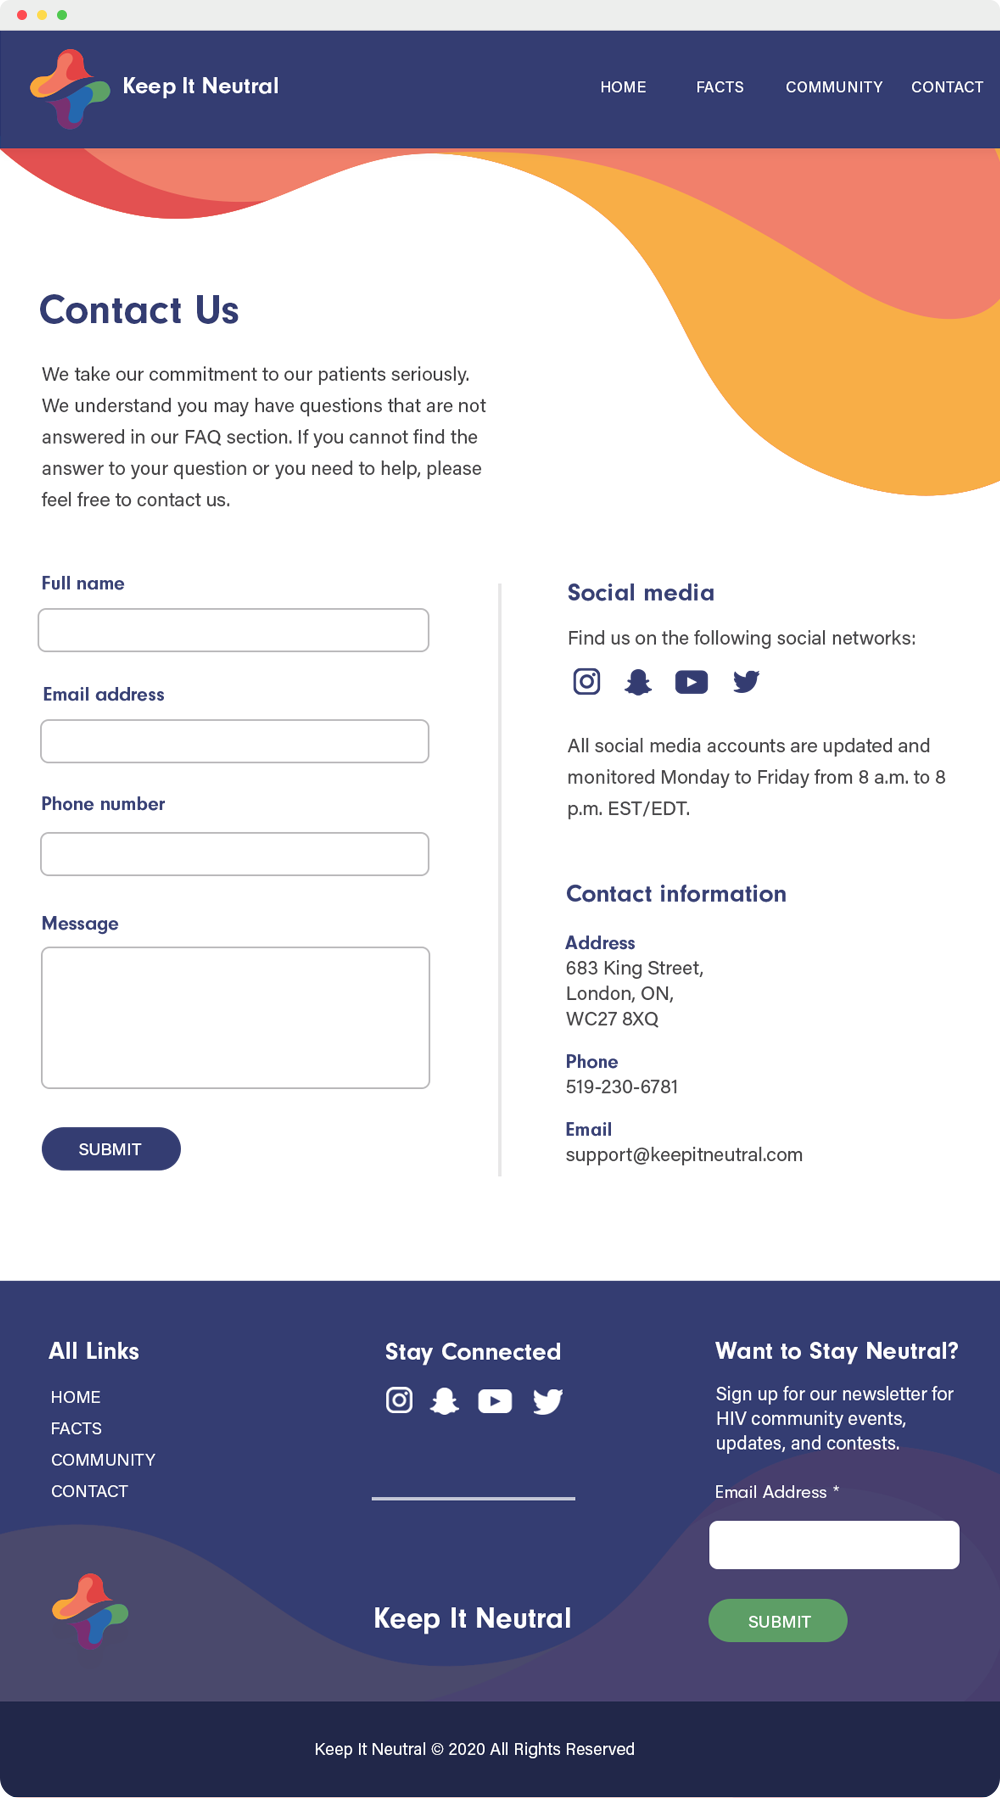 Keep It Neutral
HOME
FACTS
COMMUNITY
CONTACT
Contact Us
We take our commitment to our patients seriously.
We understand you may have questions that are not
answered in our FAQ section. If you cannot find the
answer to your question or you need to help, please
feel free to contact us.
Full name
Email address
Phone number
Message
SUBMIT
Social media
Find us on the following social networks:
All social media accounts are updated and
monitored Monday to Friday from 8 a.m. to 8
p.m. EST/EDT.
Contact information
Address
683 King Street,
London, ON,
WC27 8XQ
Phone
519-230-6781
Email
support@keepitneutral.com
All Links
HOME
FACTS
COMMUNITY
CONTACT
Stay Connected
Keep It Neutral
Want to Stay Neutral?
Sign up for our newsletter for
HIV community events,
updates, and contests.
Email Address *
SUBMIT
Keep It Neutral © 2020 All Rights Reserved